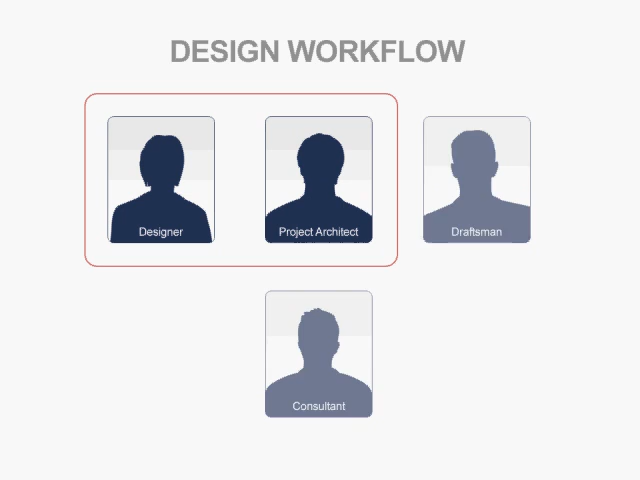 DESIGN WORKFLOW
Designer
Project Architect
Draftsman
Consultant